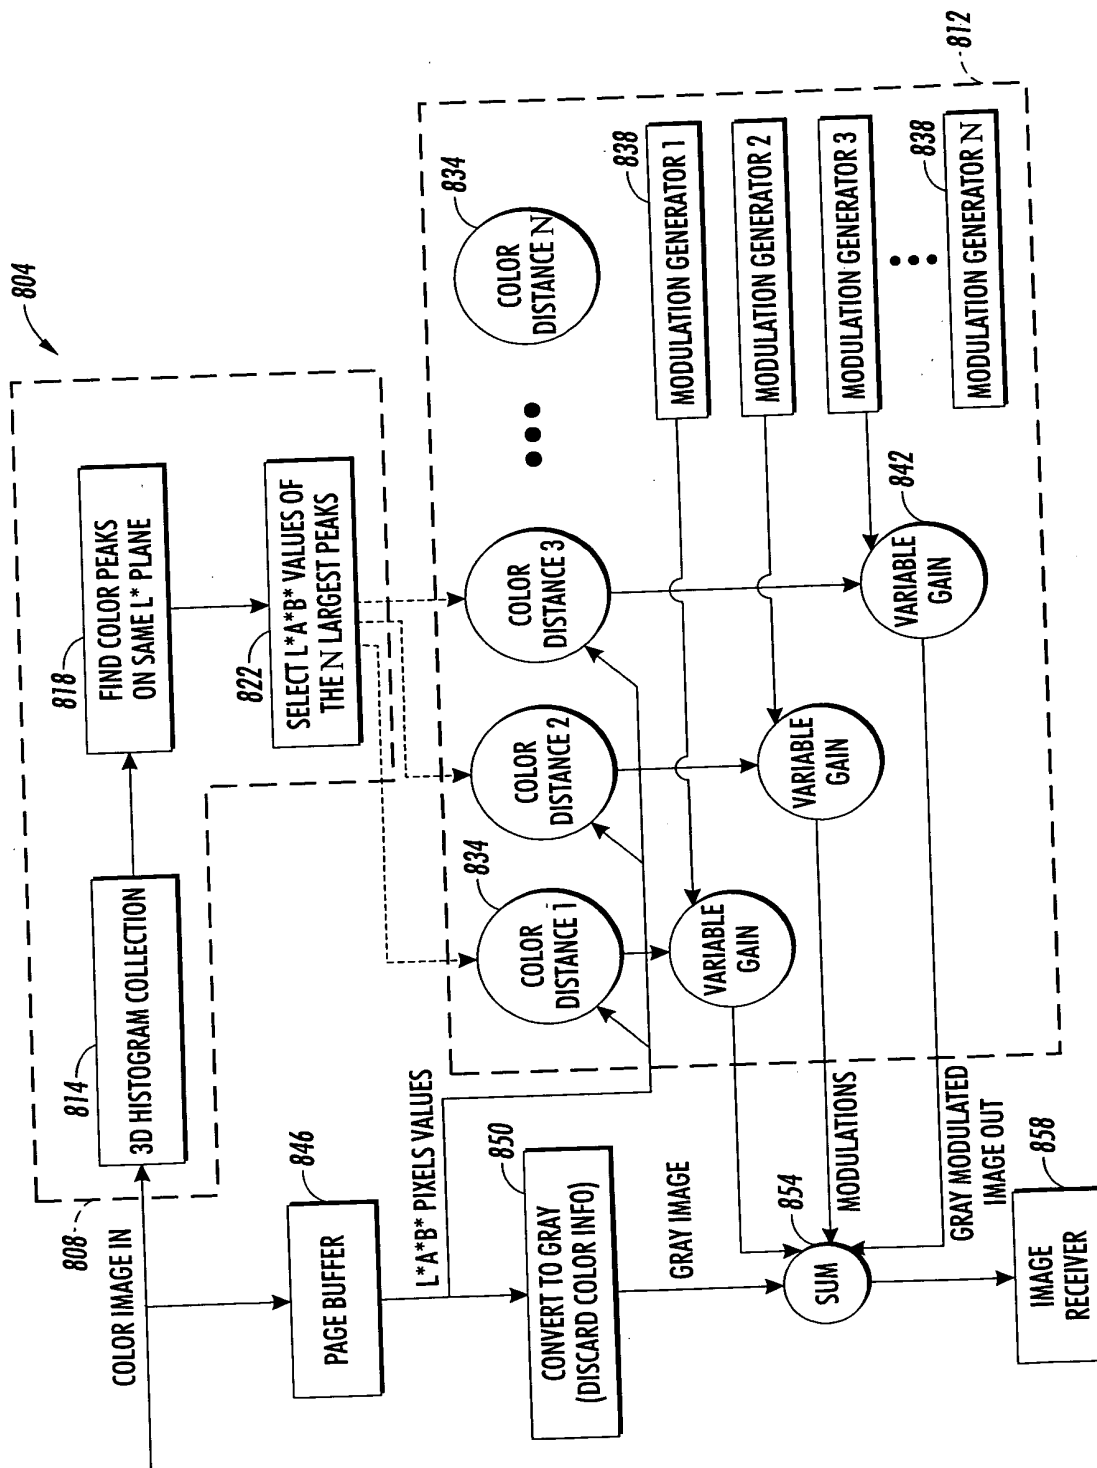 804
COLOR IMAGE IN
808
814
3D HISTOGRAM COLLECTION
818
FIND COLOR PEAKS
ON SAME L* PLANE
822
SELECT L*A*B* VALUES OF
THE N LARGEST PEAKS
846
PAGE BUFFER
L*A*B* PIXELS VALUES
850
CONVERT TO GRAY
(DISCARD COLOR INFO)
GRAY IMAGE
834
COLOR
DISTANCE 1
COLOR
DISTANCE 2
COLOR
DISTANCE 3
834
COLOR
DISTANCE N
838
MODULATION GENERATOR 1
MODULATION GENERATOR 2
MODULATION GENERATOR 3
838
MODULATION GENERATOR N
812
VARIABLE
GAIN
VARIABLE
GAIN
842
VARIABLE
GAIN
854
SUM
MODULATIONS
GRAY MODULATED
IMAGE OUT
858
IMAGE
RECEIVER